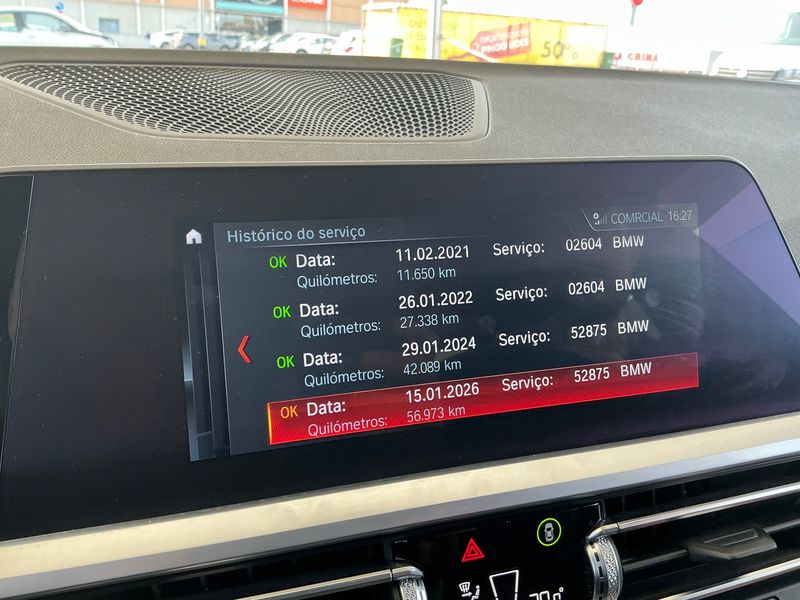 50%
COMRCIAL 16:27
Histórico do serviço
OK Data: 11.02.2021 Serviço: 02604 BMW
Quilómetros: 11.650 km
OK Data: 26.01.2022 Serviço: 02604 BMW
Quilómetros: 27.338 km
OK Data: 29.01.2024 Serviço: 52875 BMW
Quilómetros: 42.089 km
OK Data: 15.01.2026 Serviço: 52875 BMW
Quilómetros: 56.973 km